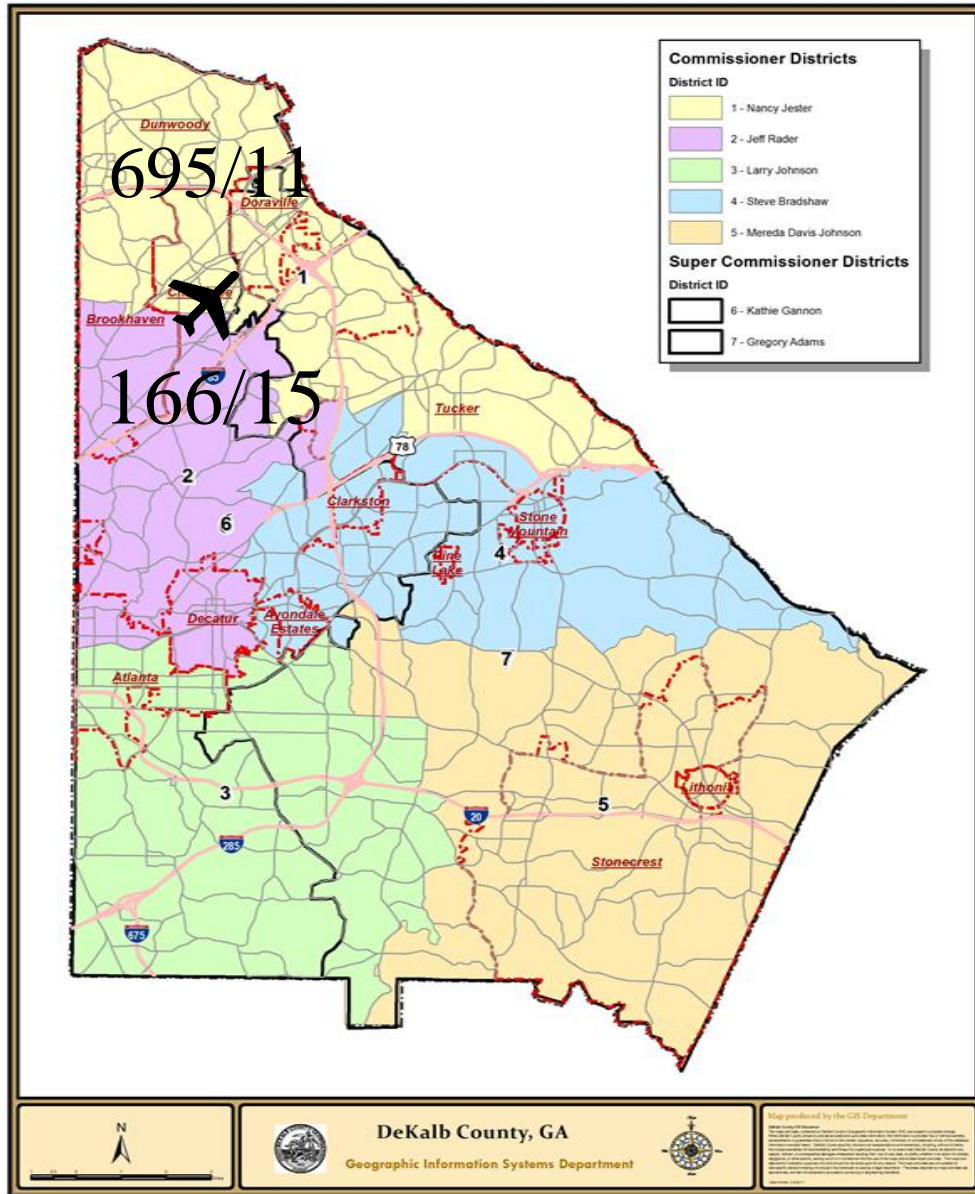 Commissioner Districts
District ID
1 - Nancy Jester
2 - Jeff Rader
3 - Larry Johnson
4 - Steve Bradshaw
5 - Mereda Davis Johnson
Super Commissioner Districts
District ID
6 - Kathie Gannon
7 - Gregory Adams
Dunwoody
695/11
Doraville
1
Brookhaven
166/15
Tucker
78
2
Clarkston
6
Stone
Mountain
4
Lake
Decatur
Avondale
Estates
7
Atlanta
3
5
20
285
Stonecrest
675
N
DeKalb County, GA
Geographic Information Systems Department
Map produced by the GIS Department